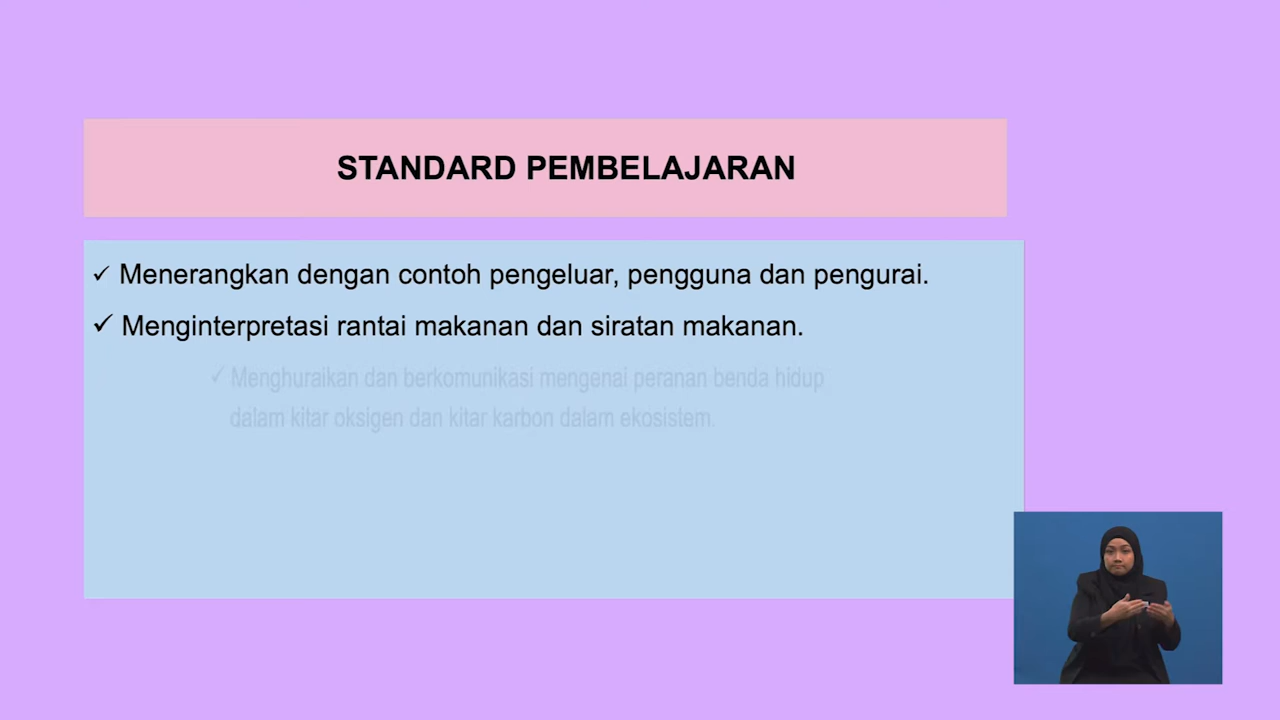 STANDARD PEMBELAJARAN
✓ Menerangkan dengan contoh pengeluar, pengguna dan pengurai.
✓ Menginterpretasi rantai makanan dan siratan makanan.
✓ Menghuraikan dan berkomunikasi mengenai peranan benda hidup
dalam kitar oksigen dan kitar karbon dalam ekosistem.